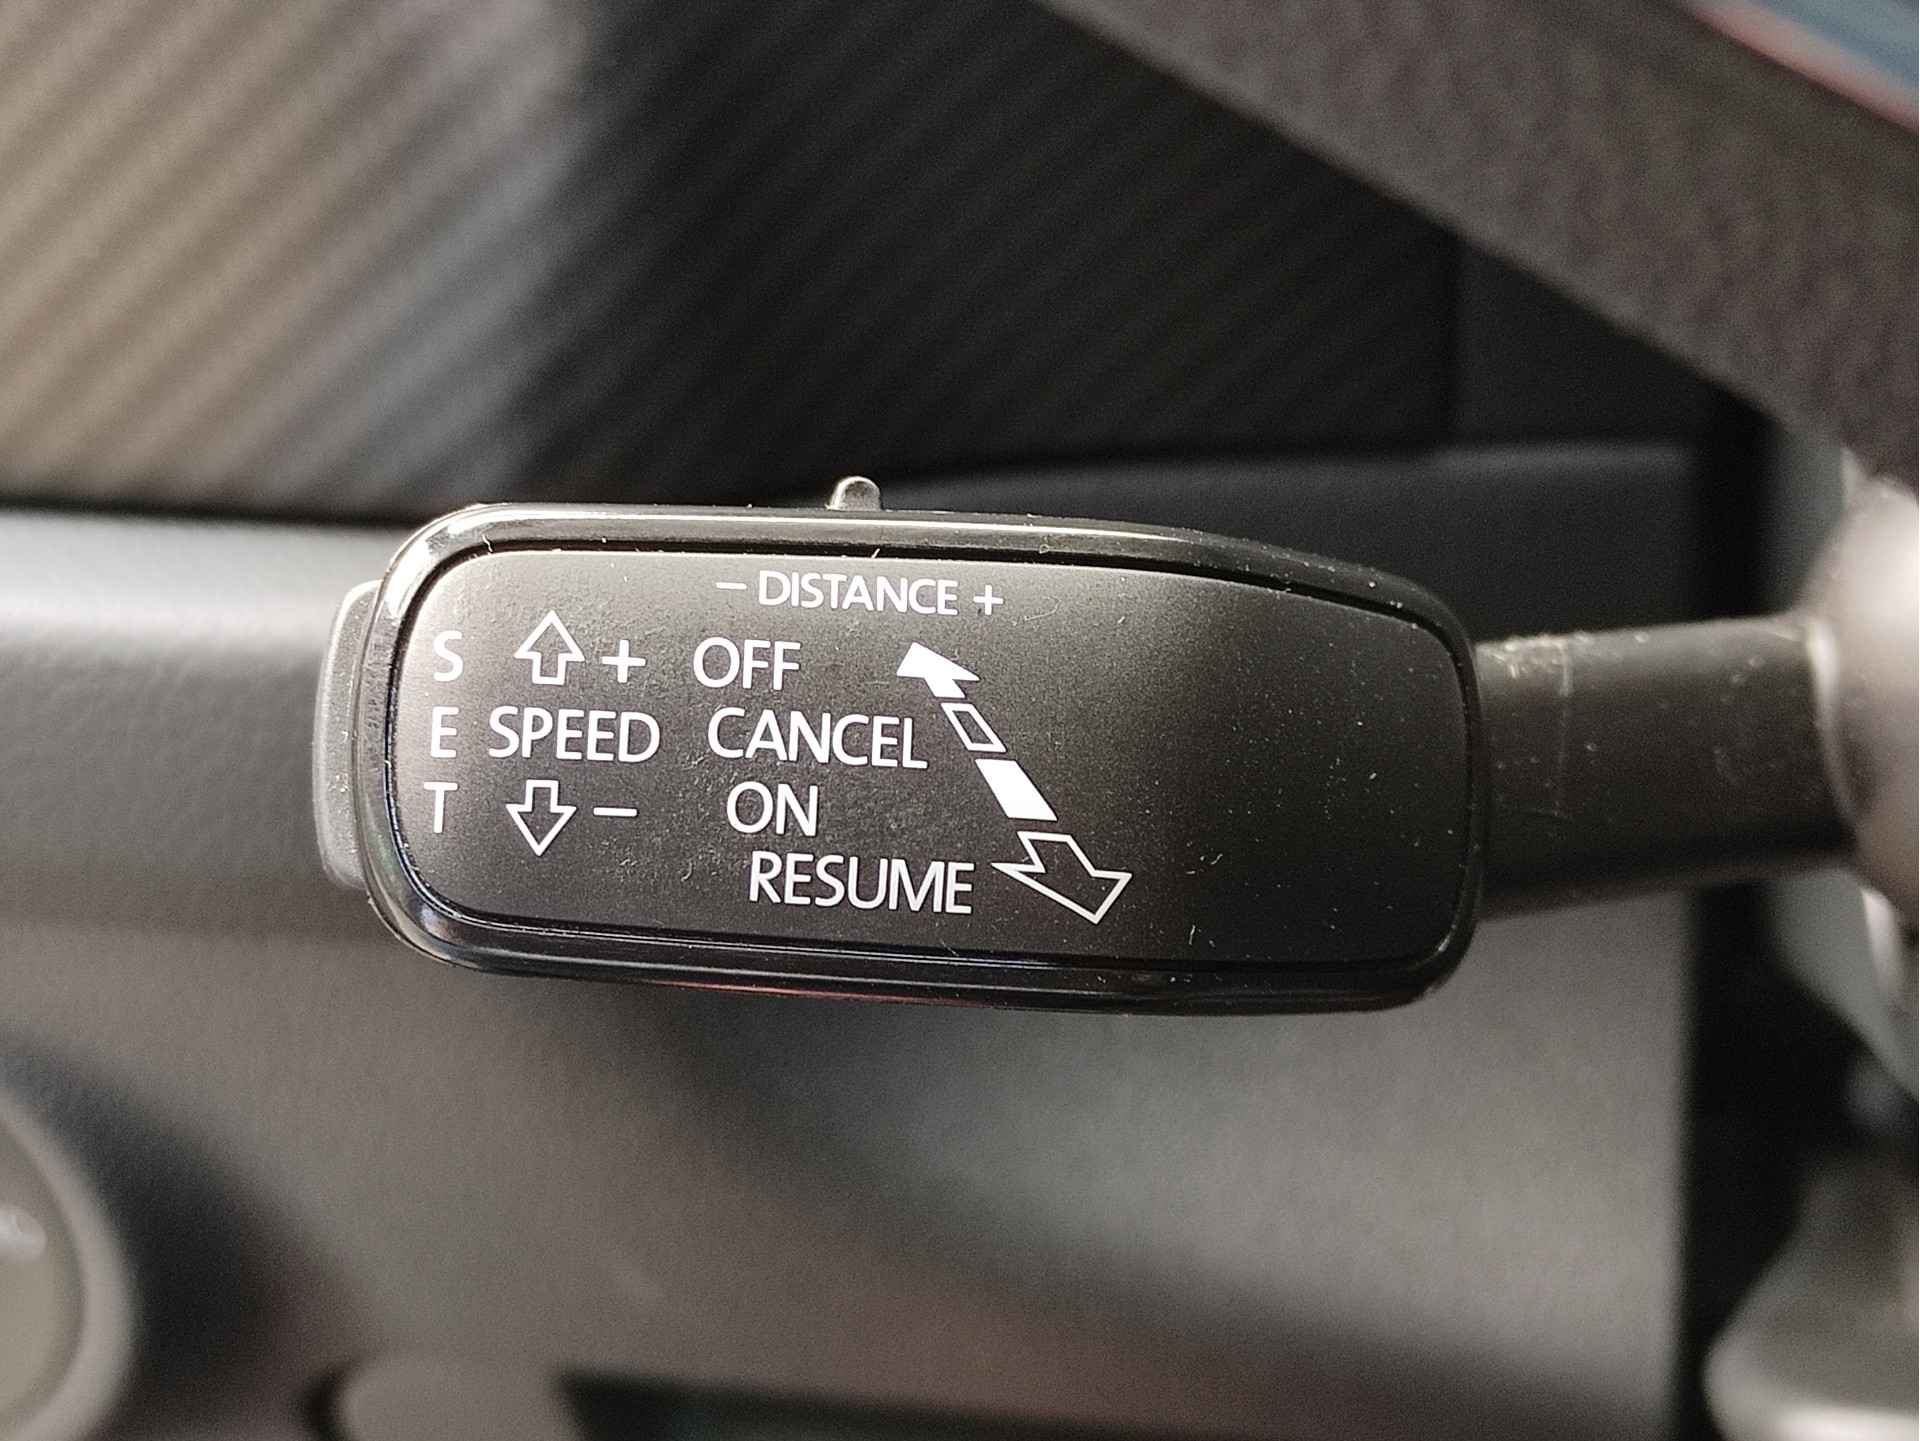 – DISTANCE +
S + OFF
E SPEED CANCEL
T – ON
RESUME